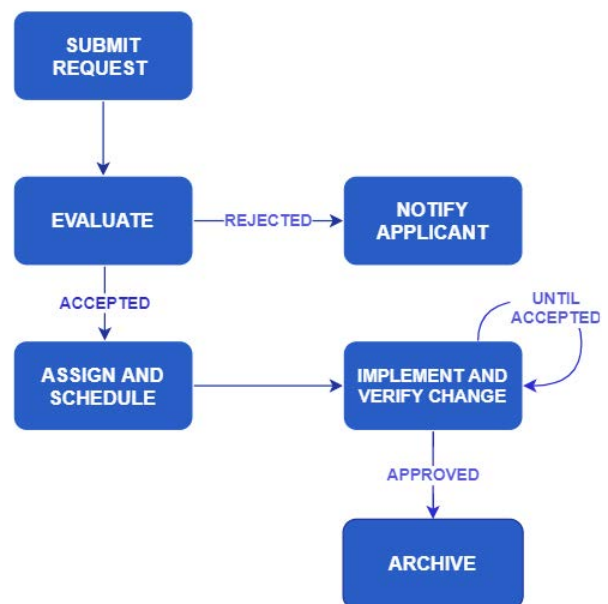 SUBMIT
REQUEST
EVALUATE
REJECTED
NOTIFY
APPLICANT
ACCEPTED
ASSIGN AND
SCHEDULE
IMPLEMENT AND
VERIFY CHANGE
UNTIL
ACCEPTED
APPROVED
ARCHIVE